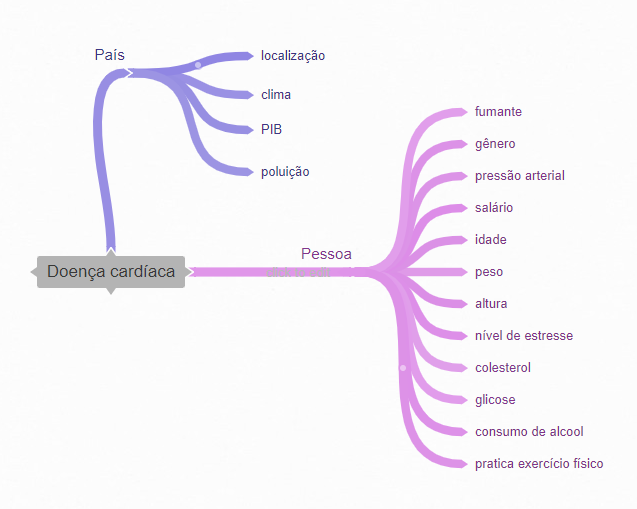 País
localização
clima
PIB
poluição
Doença cardíaca
Pessoa
fumante
gênero
pressão arterial
salário
idade
peso
altura
nível de estresse
colesterol
glicose
consumo de alcool
pratica exercício físico